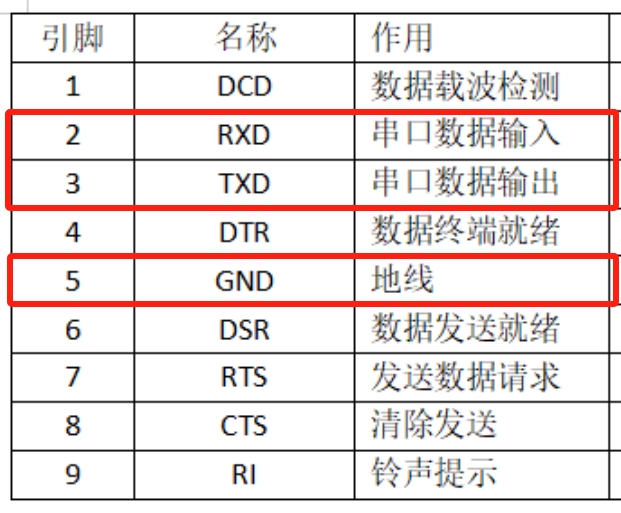 引脚 名称 作用
1 DCD 数据载波检测
2 RXD 串口数据输入
3 TXD 串口数据输出
4 DTR 数据终端就绪
5 GND 地线
6 DSR 数据发送就绪
7 RTS 发送数据请求
8 CTS 清除发送
9 RI 铃声提示